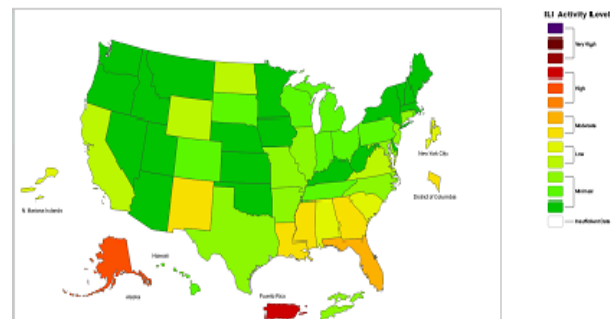 ILI Activity Level
Very High
High
Moderate
Low
Minimal
Insufficient Data
New York City
District of Columbia
N. Mariana Islands
Hawaii
Alaska
Puerto Rico